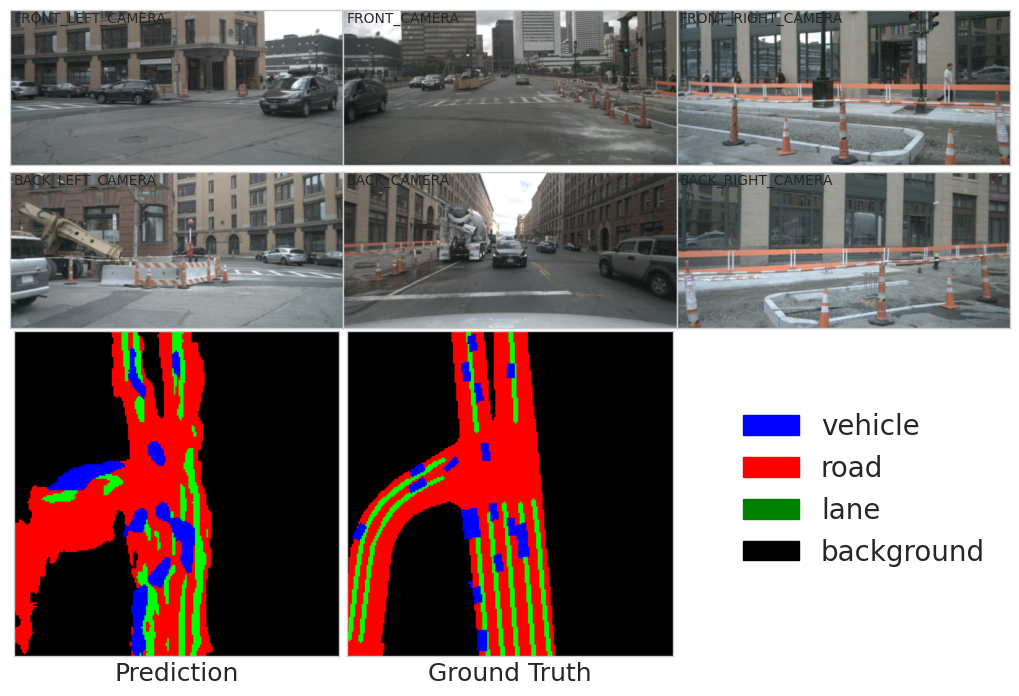 FRONT_LEFT_CAMERA
FRONT_CAMERA
FRONT_RIGHT_CAMERA
BACK_LEFT_CAMERA
BACK_CAMERA
BACK_RIGHT_CAMERA
vehicle
road
lane
background
Prediction
Ground Truth